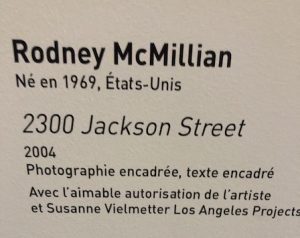 Rodney McMillian
Né en 1969, États-Unis
2300 Jackson Street
2004
Photographie encadrée, texte encadré
Avec l'aimable autorisation de l'artiste
et Susanne Vielmetter Los Angeles Projects